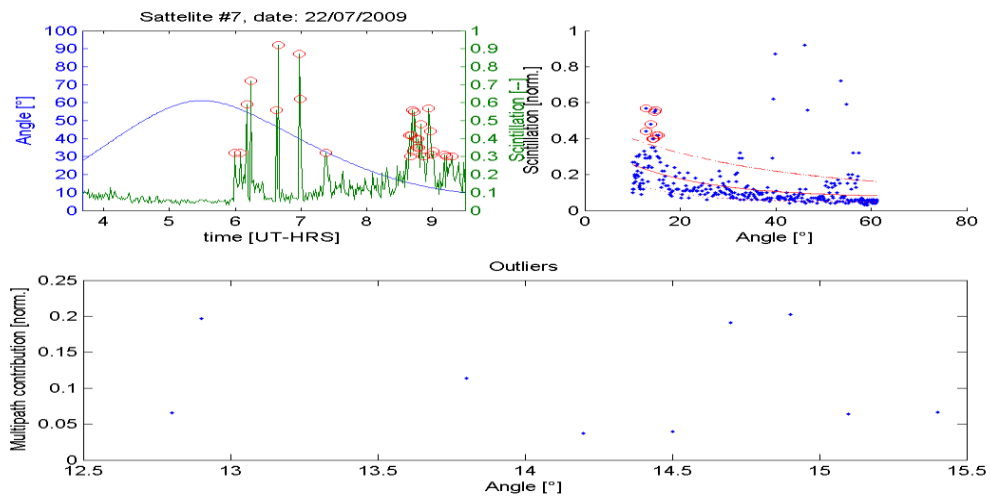 Sattelite #7, date: 22/07/2009
100
90
80
70
60
50
40
30
20
10
0
Angle [°]
1
0.9
0.8
0.7
0.6
0.5
0.4
0.3
0.2
0.1
0
Scintillation [--]
4 5 6 7 8 9
time [UT-HRS]
1
0.8
0.6
0.4
0.2
0
Scintillation [norm.]
0 20 40 60 80
Angle [°]
Outliers
0.25
0.2
0.15
0.1
0.05
0
Multipath contribution [norm.]
12.5 13 13.5 14 14.5 15 15.5
Angle [°]